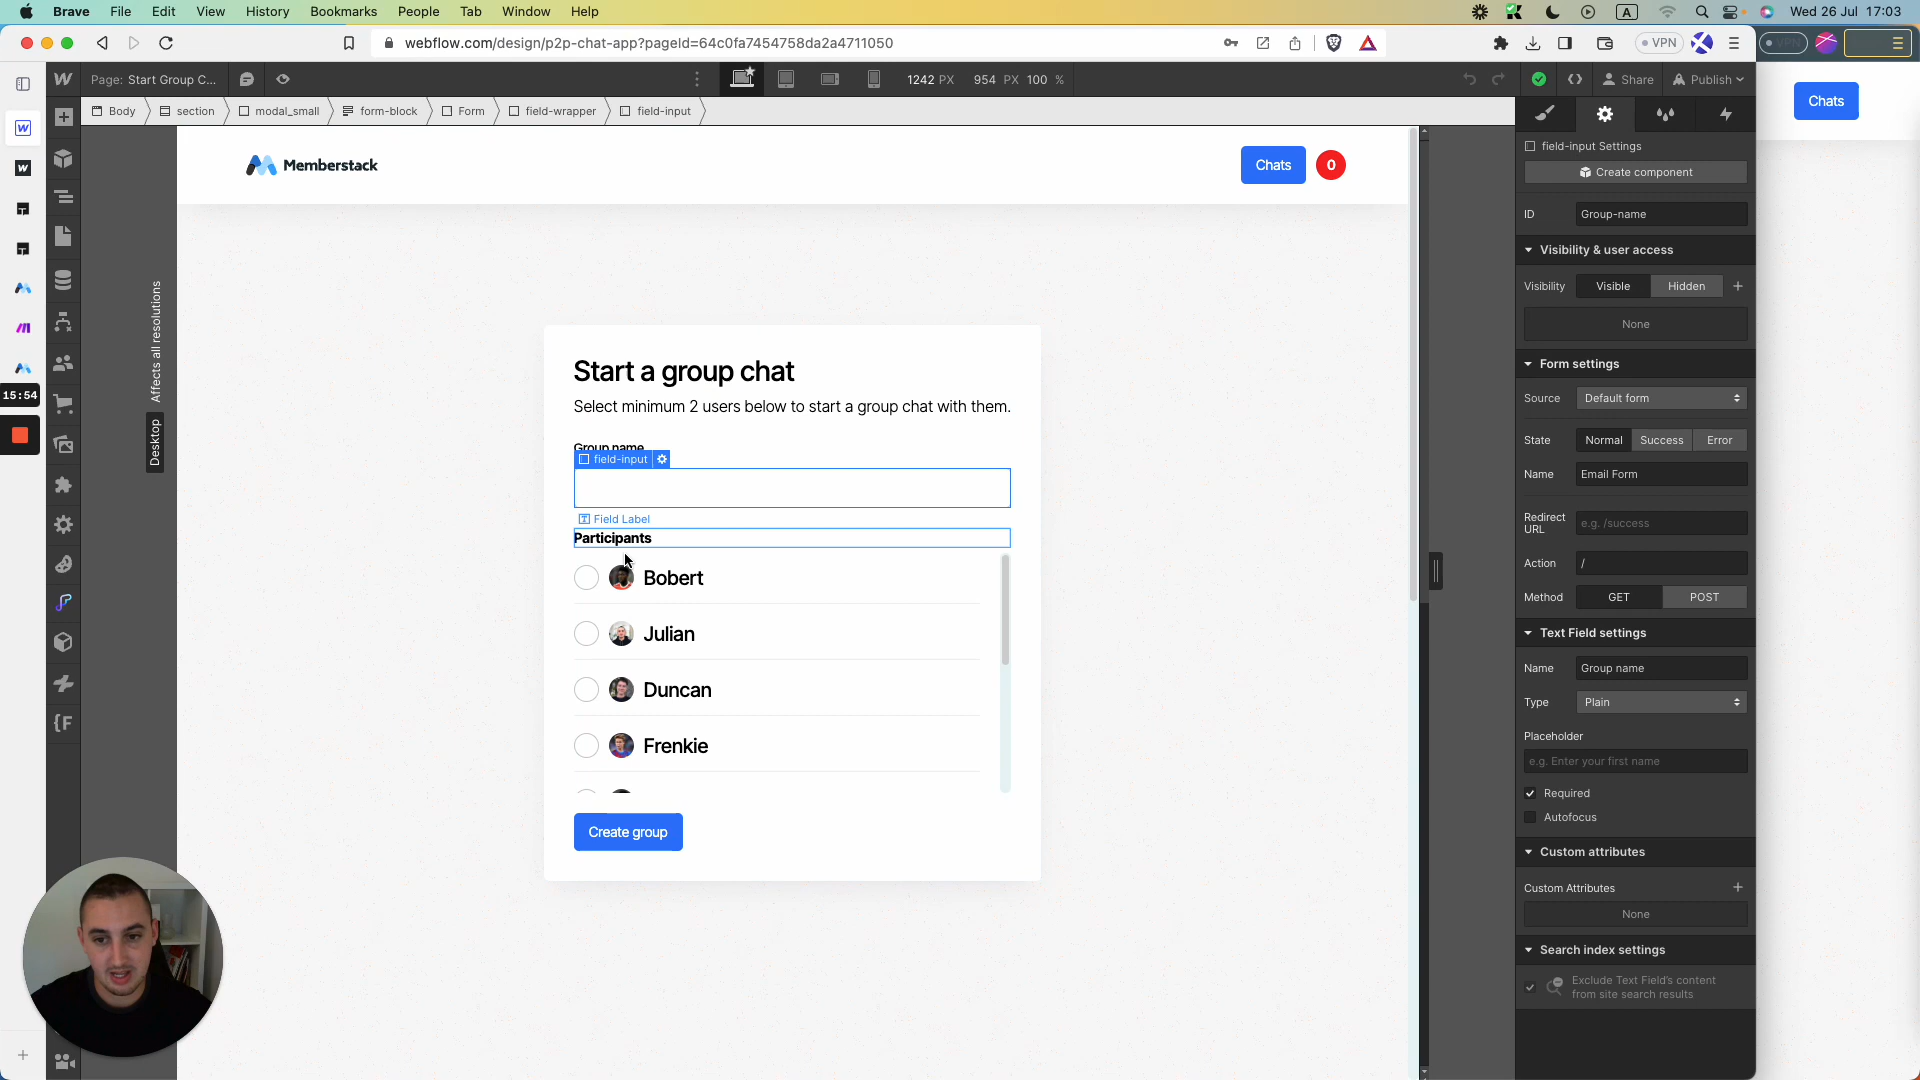 Brave File Edit View History Bookmarks People Tab Window Help
A
Wed 26 Jul 17:03
webflow.com/design/p2p-chat-app?pageId=64c0fa7454758da2a4711050
VPN
VPN
Page: Start Group C...
1242 PX 954 PX 100 %
Share
Publish
Body section modal_small form-block Form field-wrapper field-input
Chats
Memberstack
Chats
0
Affects all resolutions
Desktop
15:54
Start a group chat
Select minimum 2 users below to start a group chat with them.
Group name
field-input
Field Label
Participants
Bobert
Julian
Duncan
Frenkie
Create group
field-input Settings
Create component
ID Group-name
Visibility & user access
Visibility Visible Hidden
None
Form settings
Source Default form
State Normal Success Error
Name Email Form
Redirect URL e.g. /success
Action /
Method GET POST
Text Field settings
Name Group name
Type Plain
Placeholder
e.g. Enter your first name
Required
Autofocus
Custom attributes
Custom Attributes
None
Search index settings
Exclude Text Field's content
from site search results